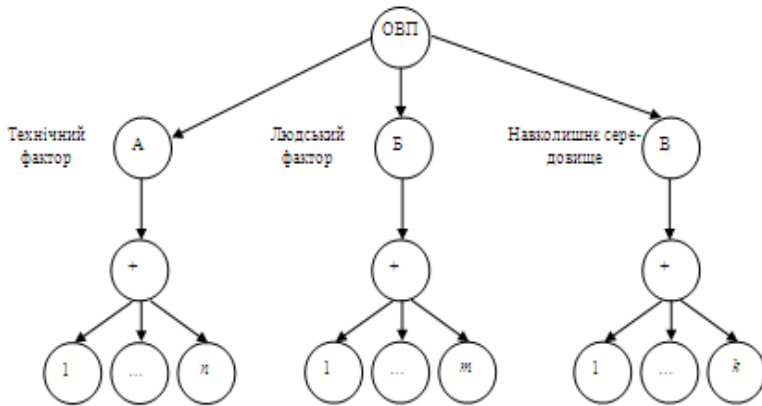 ОВП
Технічний
фактор
А
Людський
фактор
Б
Навколишнє сере-
довище
В
+
+
+
1
...
n
1
...
m
1
...
k